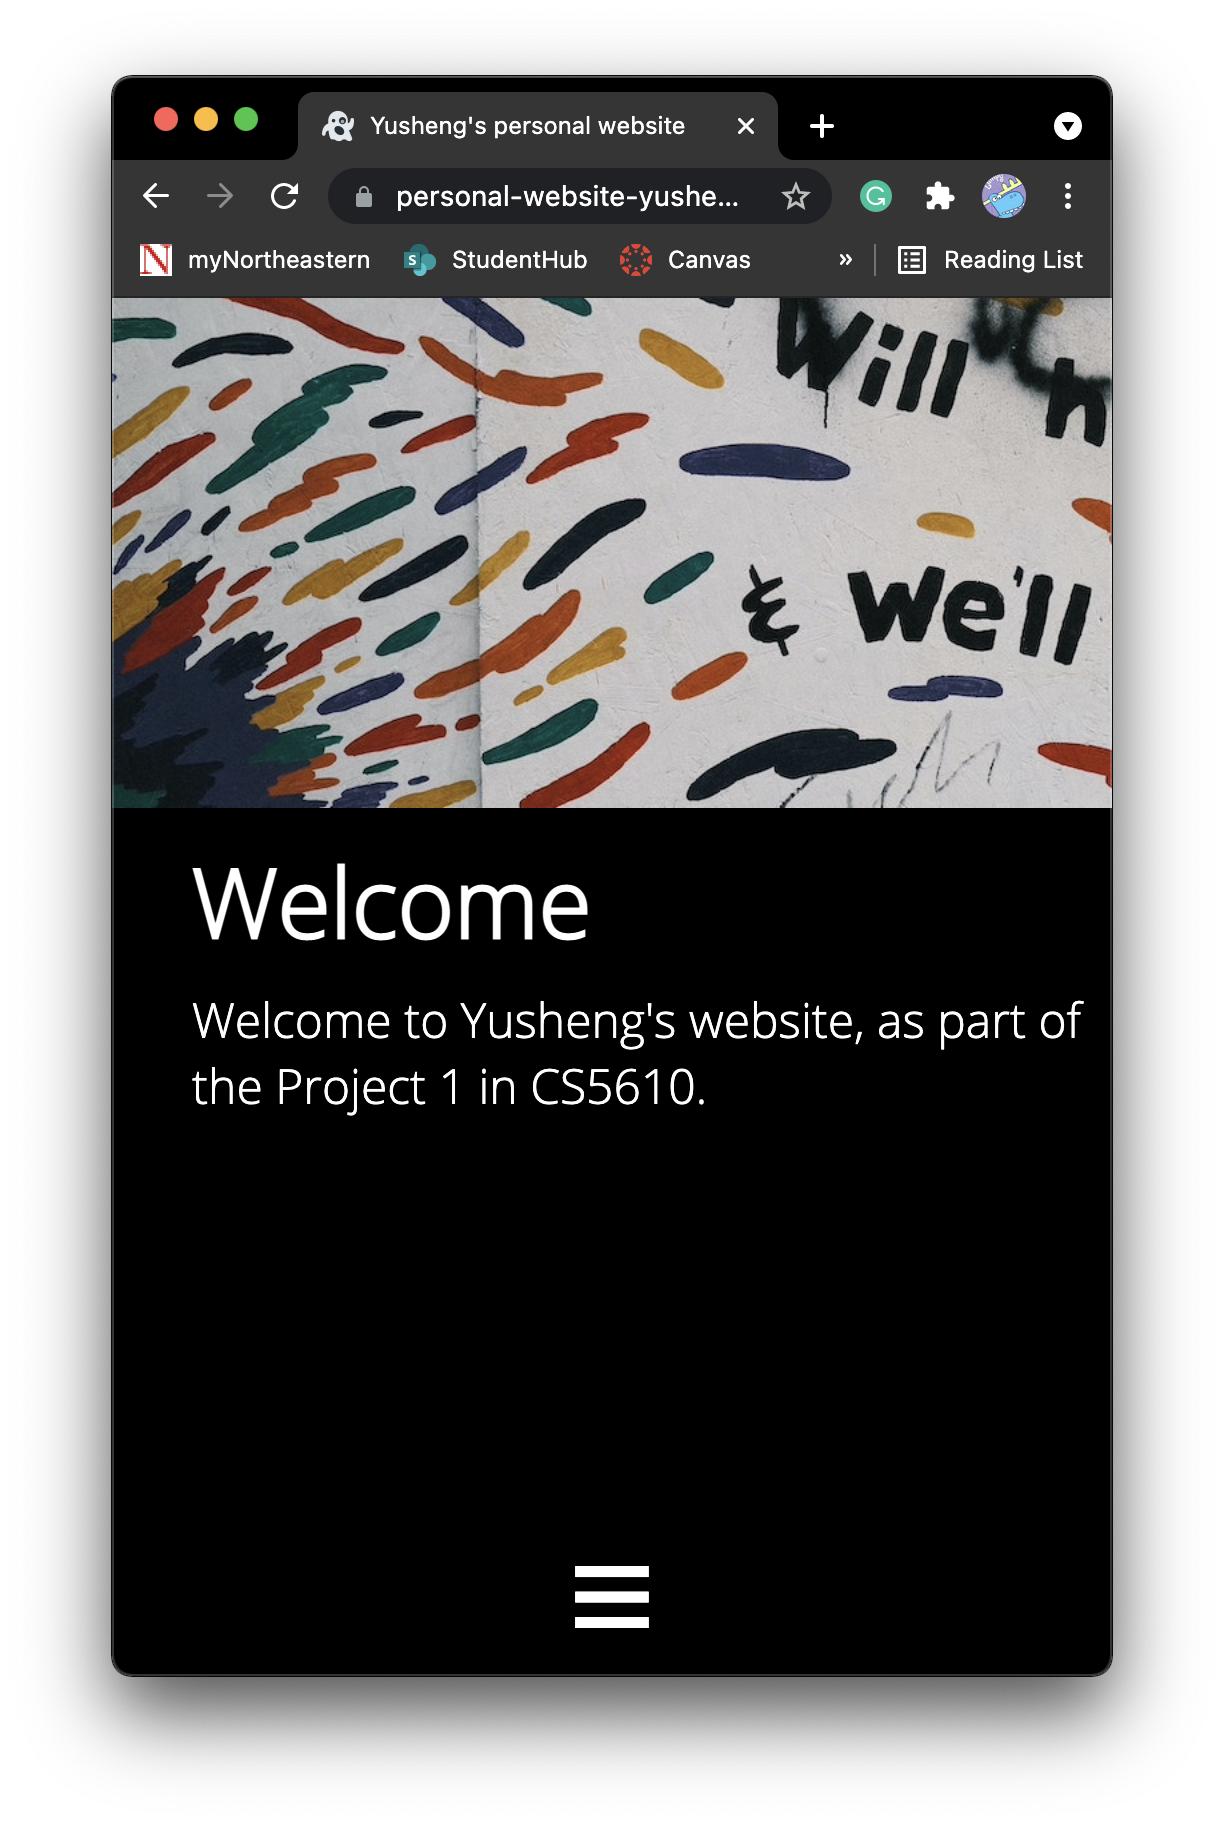 Yusheng's personal website
personal-website-yushe...
myNortheastern
StudentHub
Canvas
»
Reading List
Will h
& we'll
Welcome
Welcome to Yusheng's website, as part of
the Project 1 in CS5610.